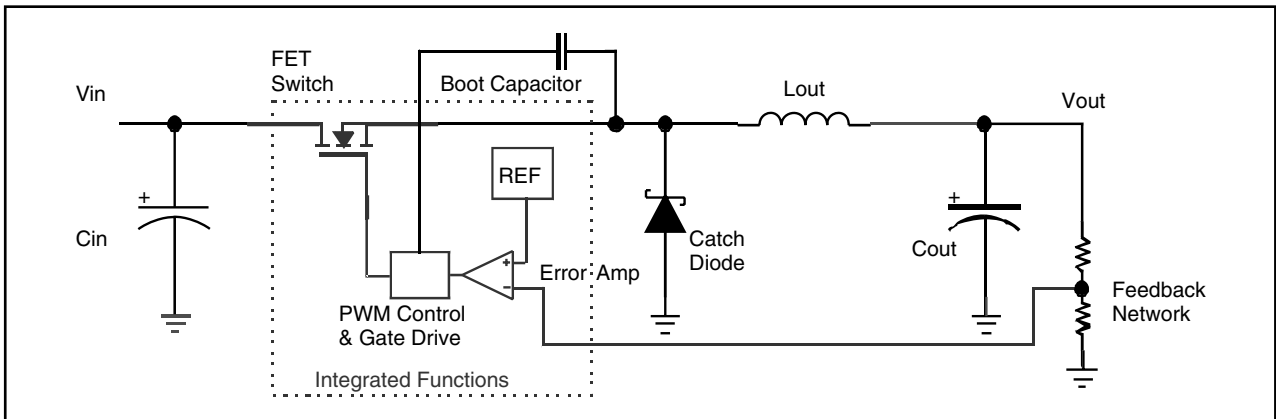 FET
Switch
Boot Capacitor
Vin
Lout
Vout
REF
+
Cin
+
Cout
Catch
Diode
+
−
Error Amp
PWM Control
& Gate Drive
Feedback
Network
Integrated Functions